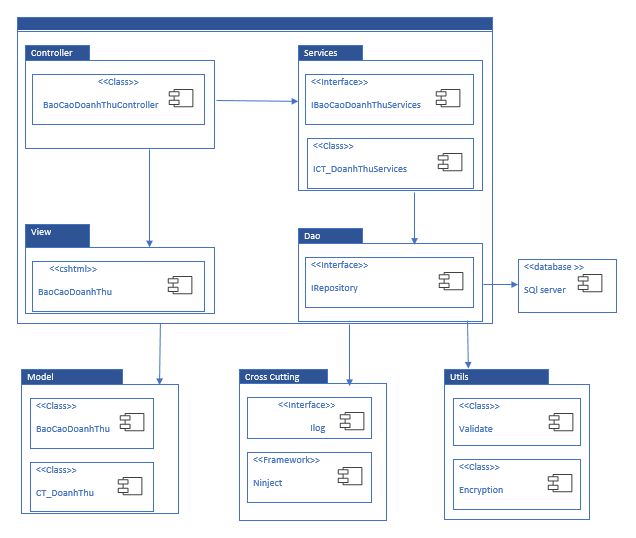 Controller
<<Class>>
BaoCaoDoanhThuController
Services
<<Interface>>
IBaoCaoDoanhThuServices
<<Class>>
ICT_DoanhThuServices
View
<<cshtml>>
BaoCaoDoanhThu
Dao
<<Interface>>
IRepository
<<database >>
SQl server
Model
<<Class>>
BaoCaoDoanhThu
<<Class>>
CT_DoanhThu
Cross Cutting
<<Interface>>
Ilog
<<Framework>>
Ninject
Utils
<<Class>>
Validate
<<Class>>
Encryption